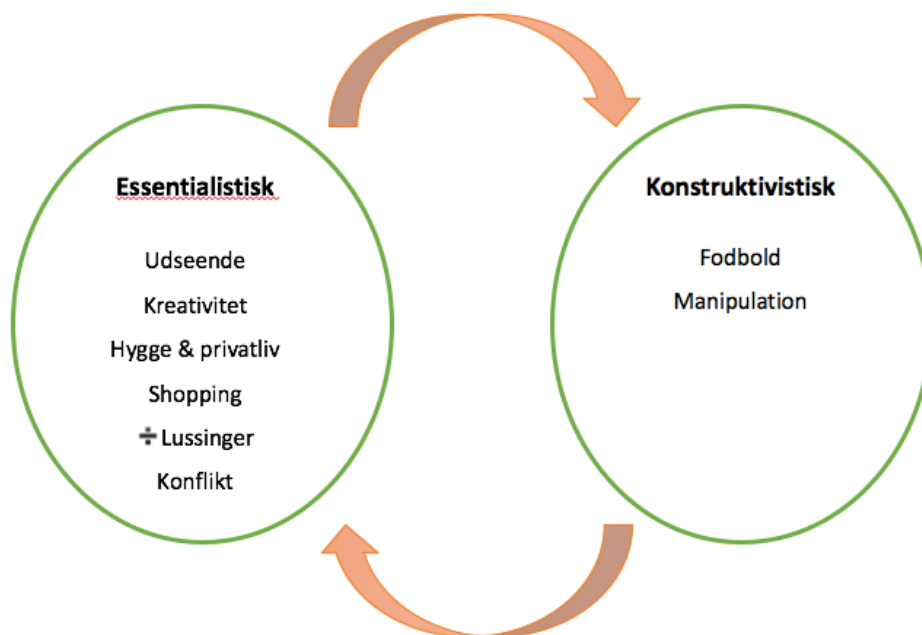 Essentialistisk
Udseende
Kreativitet
Hygge & privatliv
Shopping
÷ Lussinger
Konflikt
Konstruktivistisk
Fodbold
Manipulation